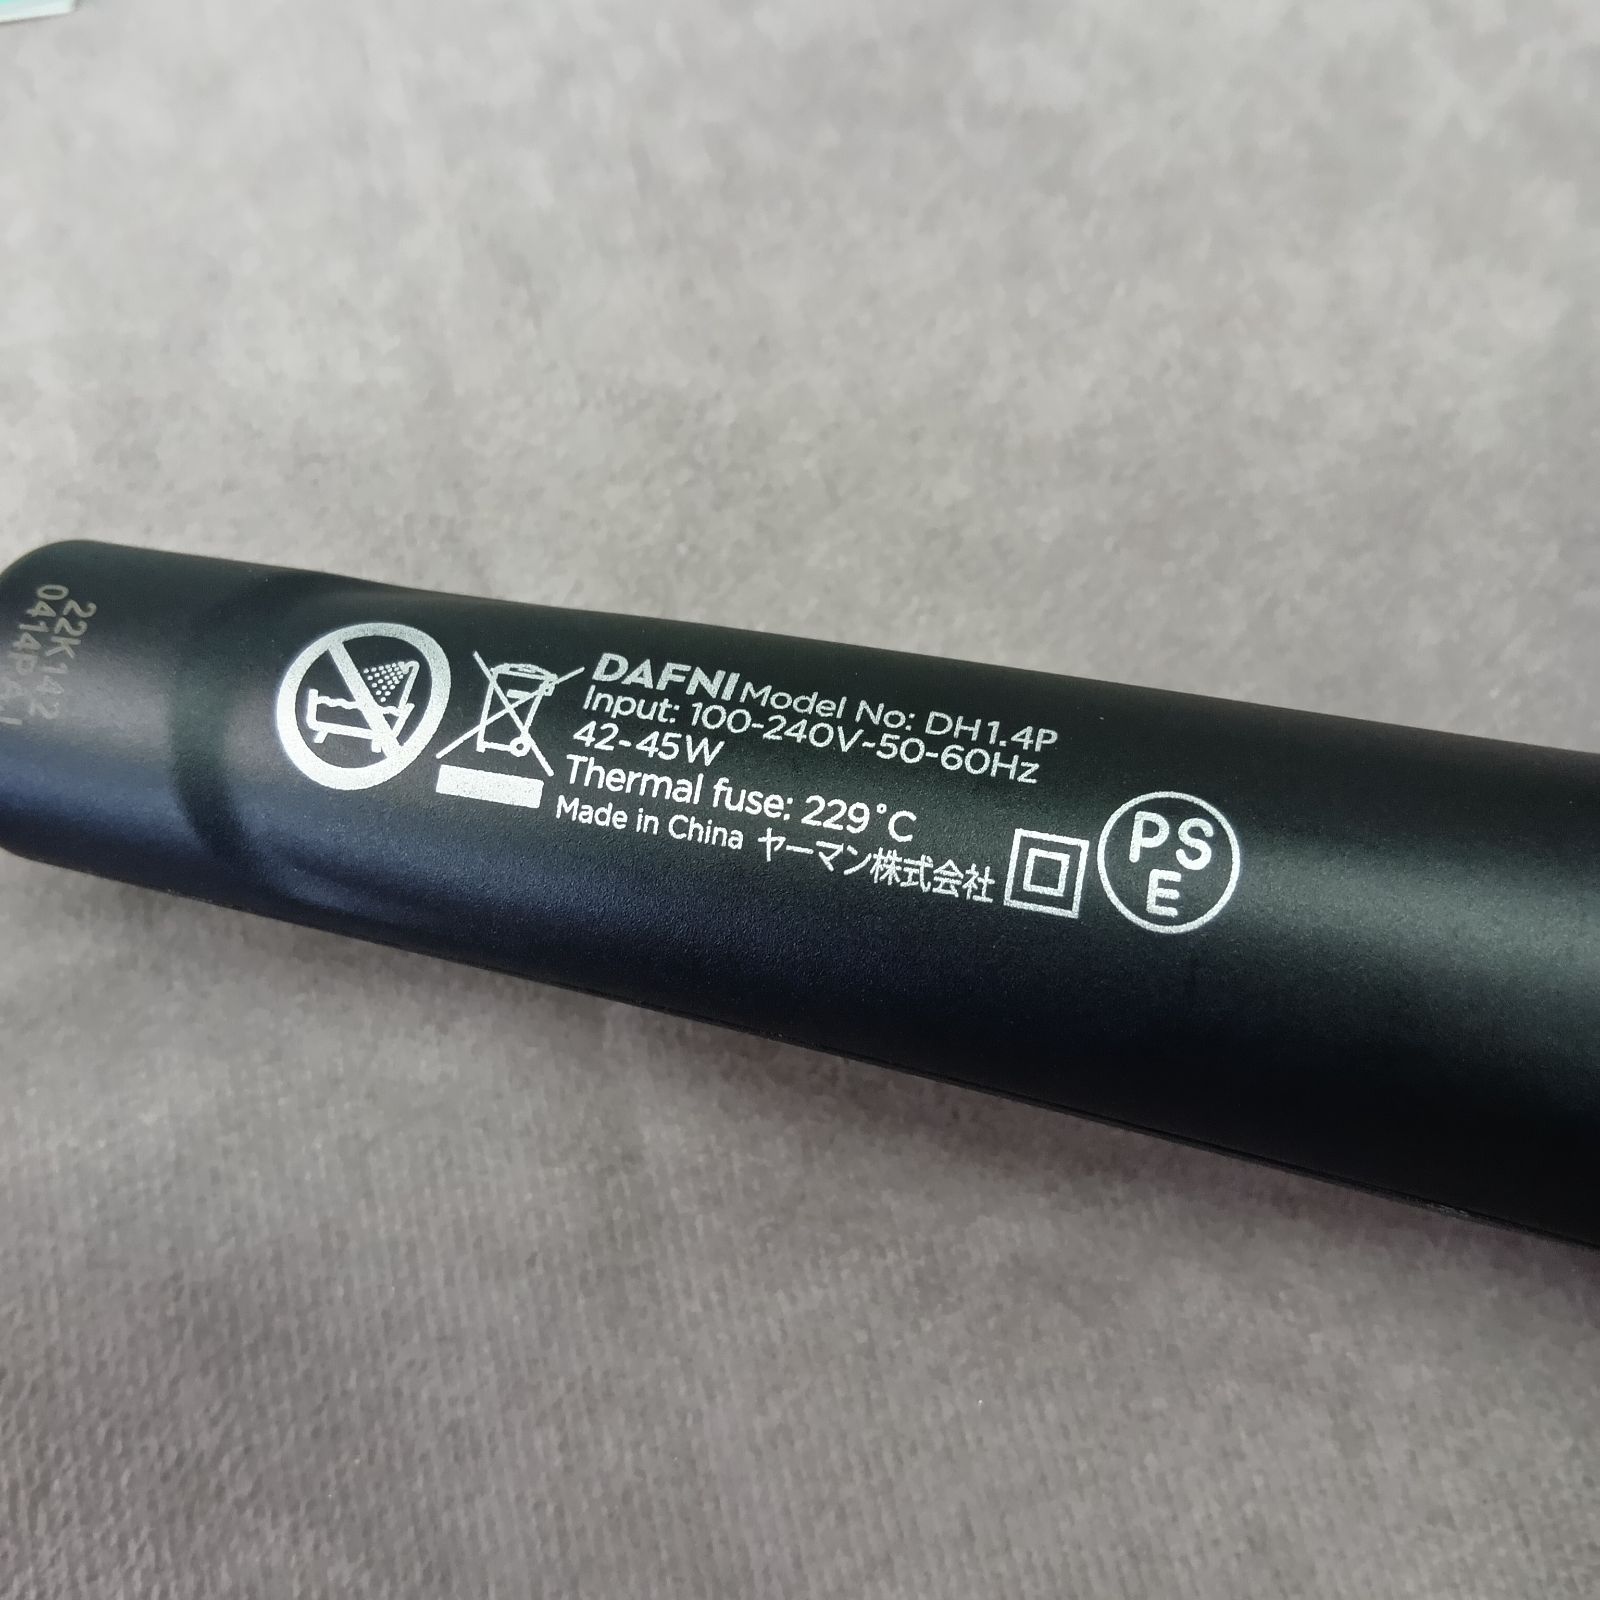 22K142
DAFNI Model No: DH1.4P
Input: 100-240V~50-60Hz
42-45W
Thermal fuse: 229°C
Made in China ヤーマン株式会社
PS
E